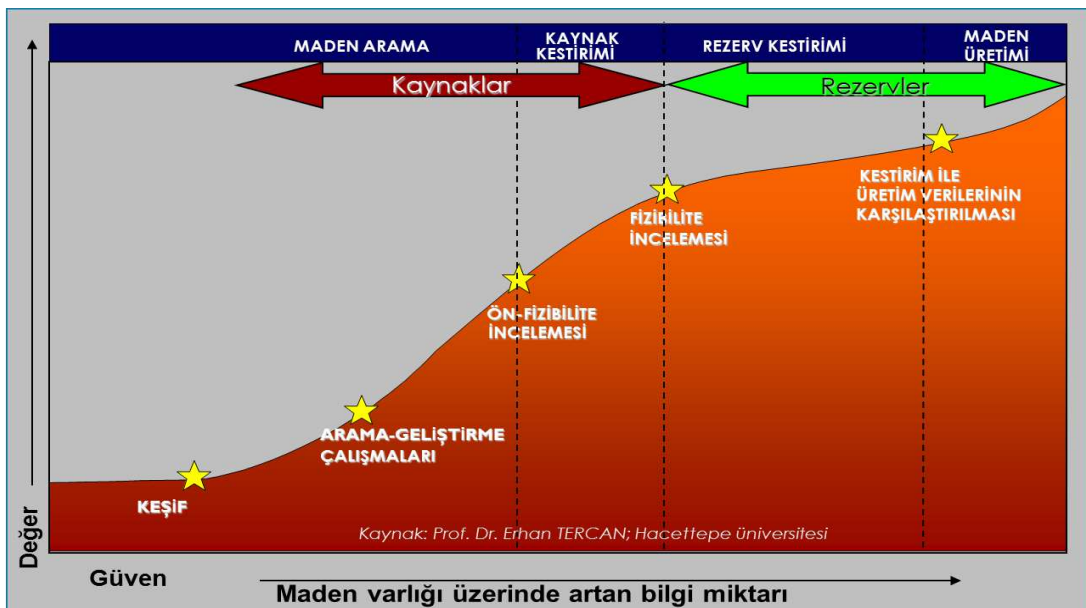 MADEN ARAMA
KAYNAK
KESTİRİMİ
REZERV KESTİRİMİ
MADEN
ÜRETİMİ
Kaynaklar
Rezervler
KESTİRİM İLE
ÜRETİM VERİLERİNİN
KARŞILAŞTIRILMASI
FİZİBİLİTE
İNCELEMESİ
ÖN-FİZİBİLİTE
İNCELEMESİ
ARAMA-GELİŞTİRME
ÇALIŞMALARI
KEŞİF
Kaynak: Prof. Dr. Erhan TERCAN; Hacettepe üniversitesi
Değer
Güven
Maden varlığı üzerinde artan bilgi miktarı